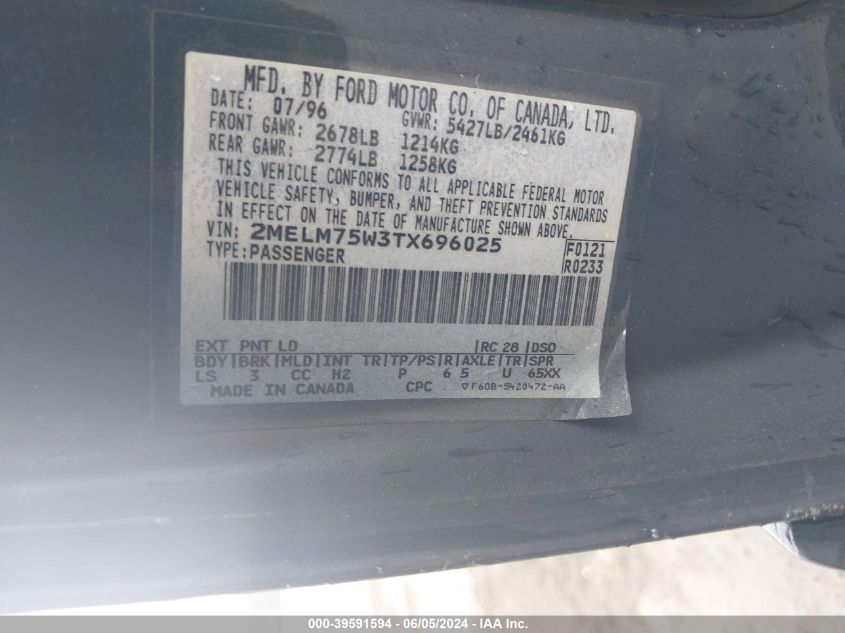 MFD. BY FORD MOTOR CO. OF CANADA, LTD.
DATE: 07/96 GVWR: 5427LB/2461KG
FRONT GAWR: 2678LB 1214KG
REAR GAWR: 2774LB 1258KG
THIS VEHICLE CONFORMS TO ALL APPLICABLE FEDERAL MOTOR
VEHICLE SAFETY, BUMPER, AND THEFT PREVENTION STANDARDS
IN EFFECT ON THE DATE OF MANUFACTURE SHOWN ABOVE.
VIN: 2MELM75W3TX696025 F0121
TYPE: PASSENGER R0233
EXT PNT LD RC 28 DSO
BDY BRK MLD INT TR TP/PS R AXLE TR SPR
LS 3 CC H2 P 6 5 U 65XX
MADE IN CANADA CPC F60B-5420472-AA
000-39591594 - 06/05/2024 - IAA Inc.